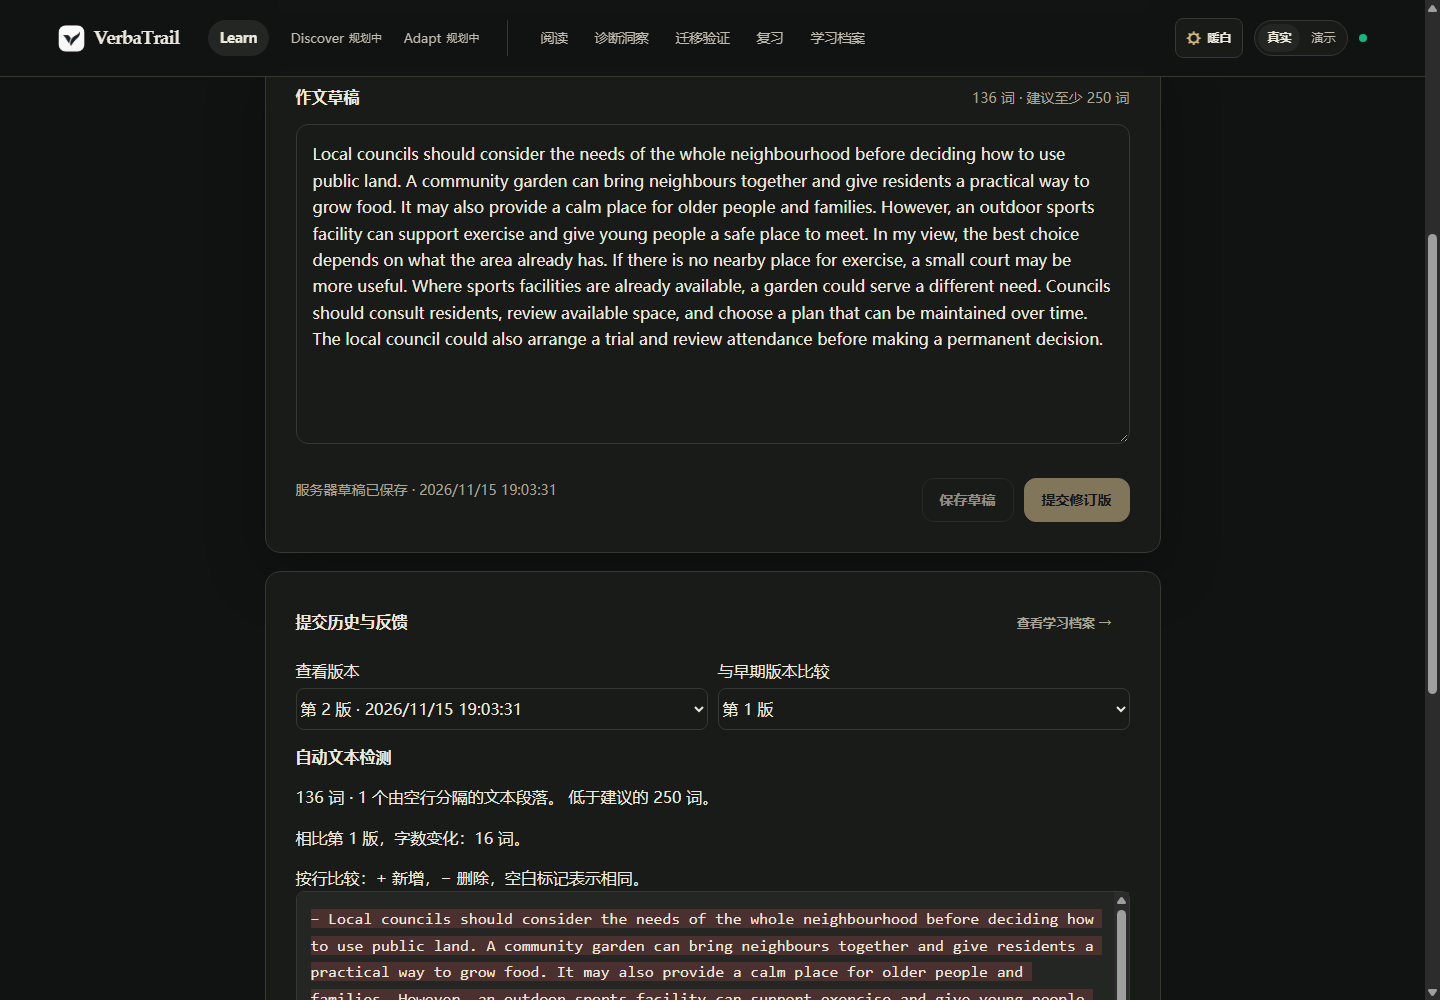 VerbaTrail Learn Discover 规划中 Adapt 规划中 阅读 诊断洞察 迁移验证 复习 学习档案 暖白 真实 演示
作文草稿 136 词 · 建议至少 250 词
Local councils should consider the needs of the whole neighbourhood before deciding how to use
public land. A community garden can bring neighbours together and give residents a practical way to
grow food. It may also provide a calm place for older people and families. However, an outdoor sports
facility can support exercise and give young people a safe place to meet. In my view, the best choice
depends on what the area already has. If there is no nearby place for exercise, a small court may be
more useful. Where sports facilities are already available, a garden could serve a different need. Councils
should consult residents, review available space, and choose a plan that can be maintained over time.
The local council could also arrange a trial and review attendance before making a permanent decision.
服务器草稿已保存 · 2026/11/15 19:03:31 保存草稿 提交修订版
提交历史与反馈 查看学习档案 →
查看版本 与早期版本比较
第 2 版 · 2026/11/15 19:03:31 第 1 版
自动文本检测
136 词 · 1 个由空行分隔的文本段落。 低于建议的 250 词。
相比第 1 版，字数变化：16 词。
按行比较：+ 新增，− 删除，空白标记表示相同。
− Local councils should consider the needs of the whole neighbourhood before deciding how
to use public land. A community garden can bring neighbours together and give residents a
practical way to grow food. It may also provide a calm place for older people and
families. However, an outdoor sports facility can support exercise and give young people